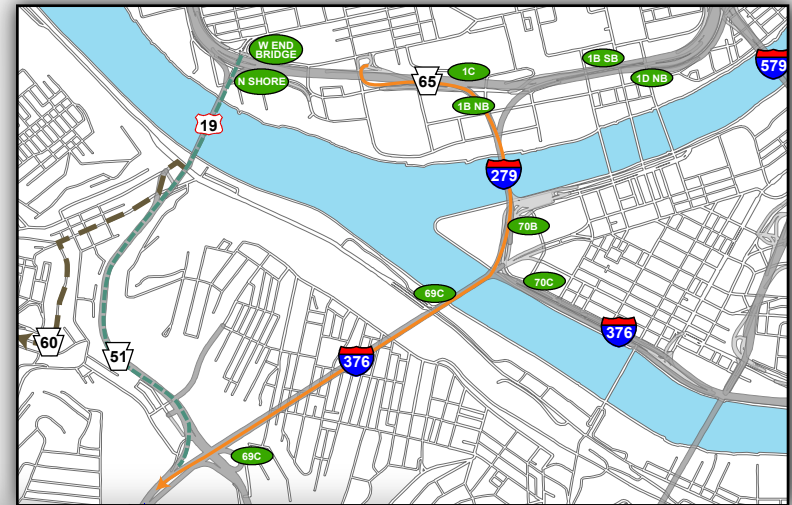 W END
BRIDGE
N SHORE
65
1C
1B SB
1D NB
579
1B NB
19
279
70B
70C
69C
376
376
60
51
69C